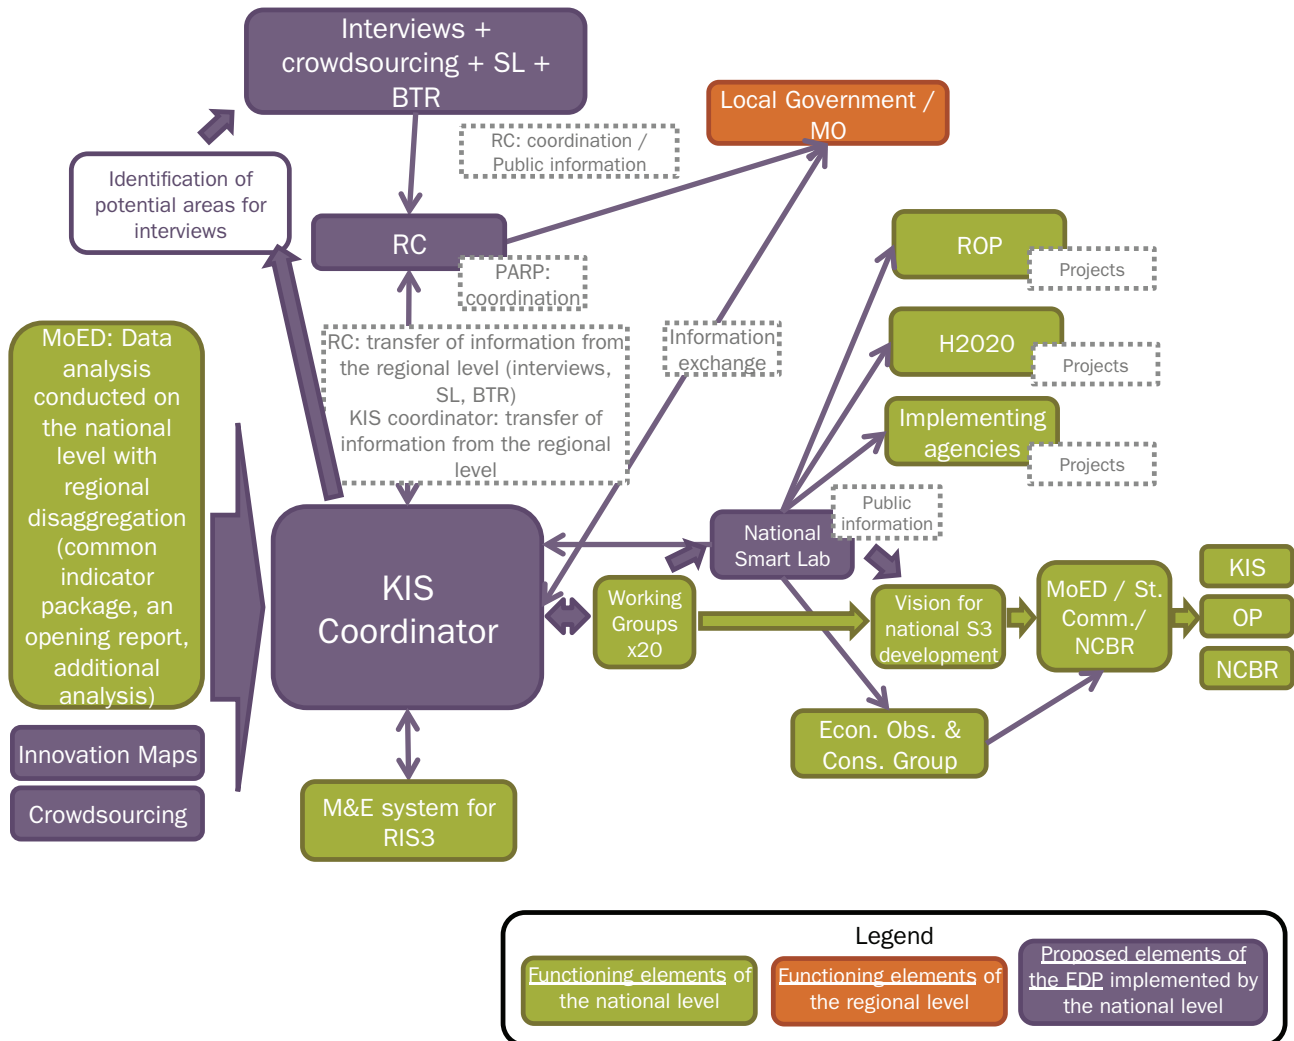 Interviews +
crowdsourcing + SL +
BTR
Local Government /
MO
RC: coordination /
Public information
Identification of
potential areas for
interviews
RC
PARP:
coordination
ROP
Projects
MoED: Data
analysis
conducted on
the national
level with
regional
disaggregation
(common
indicator
package, an
opening report,
additional
analysis)
RC: transfer of information from
the regional level (interviews,
SL, BTR)
KIS coordinator: transfer of
information from the regional
level
Information
exchange
H2020
Projects
Implementing
agencies
Projects
Public
information
National
Smart Lab
KIS
Coordinator
Working
Groups
x20
Vision for
national S3
development
MoED / St.
Comm./
NCBR
KIS
OP
NCBR
Econ. Obs. &
Cons. Group
Innovation Maps
Crowdsourcing
M&E system for
RIS3
Legend
Functioning elements of
the national level
Functioning elements of
the regional level
Proposed elements of
the EDP implemented by
the national level